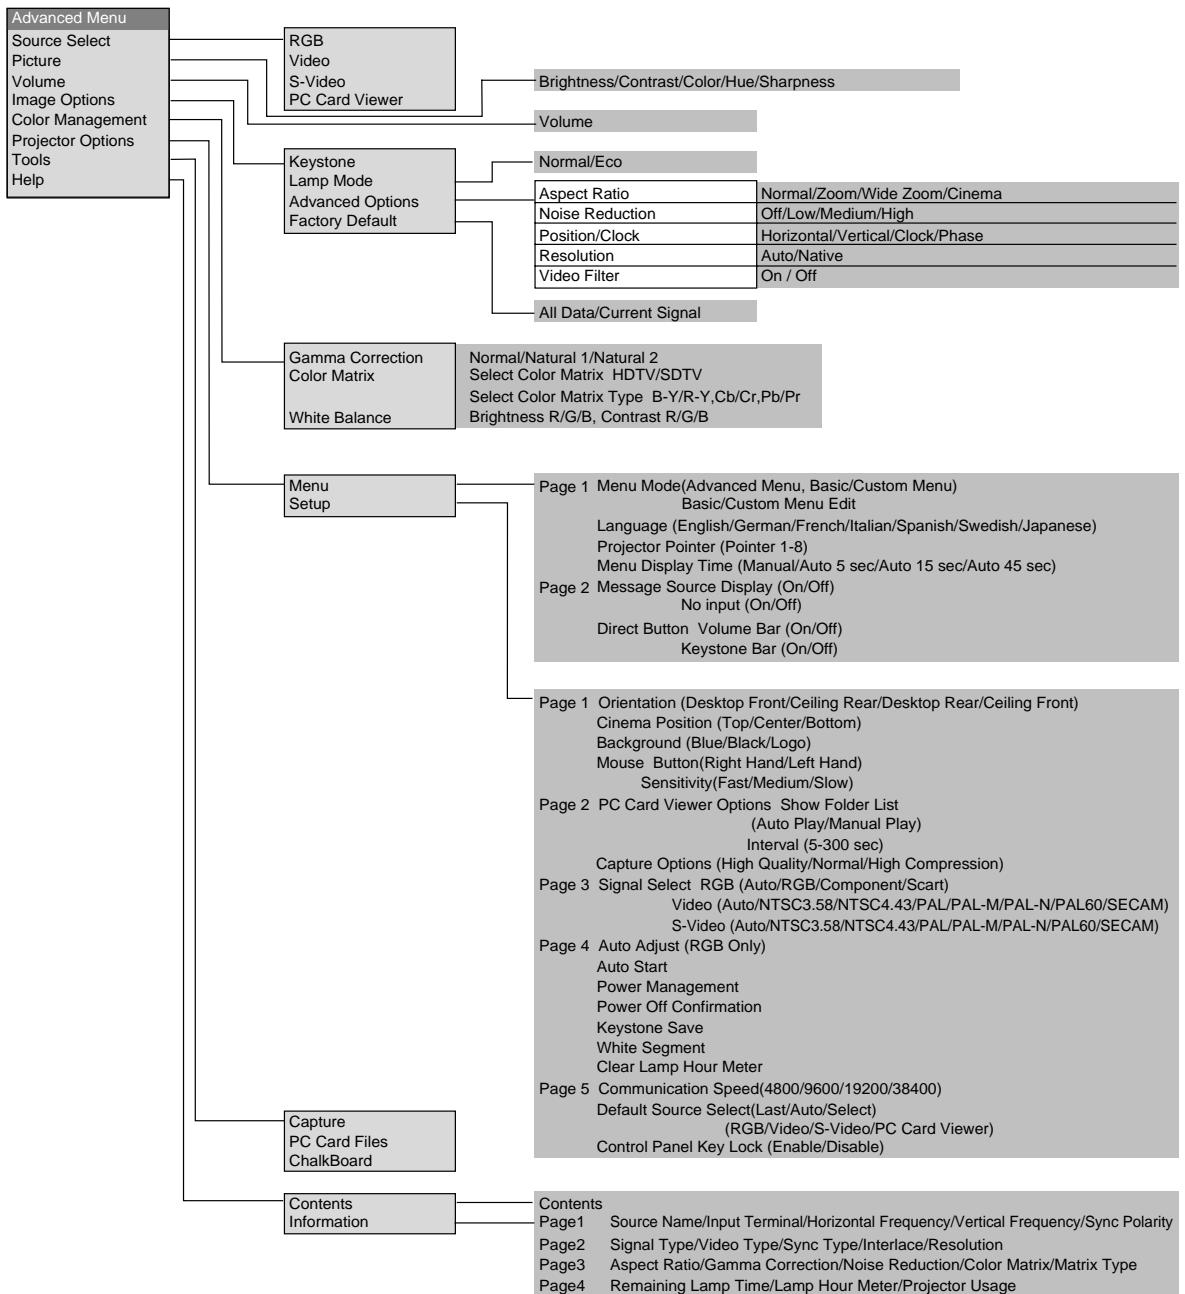 Advanced Menu
Source Select
Picture
Volume
Image Options
Color Management
Projector Options
Tools
Help
RGB
Video
S-Video
PC Card Viewer
Brightness/Contrast/Color/Hue/Sharpness
Volume
Keystone
Lamp Mode
Advanced Options
Factory Default
Normal/Eco
Aspect Ratio Normal/Zoom/Wide Zoom/Cinema
Noise Reduction Off/Low/Medium/High
Position/Clock Horizontal/Vertical/Clock/Phase
Resolution Auto/Native
Video Filter On / Off
All Data/Current Signal
Gamma Correction Normal/Natural 1/Natural 2
Color Matrix Select Color Matrix HDTV/SDTV
Select Color Matrix Type B-Y/R-Y,Cb/Cr,Pb/Pr
White Balance Brightness R/G/B, Contrast R/G/B
Menu
Setup
Page 1 Menu Mode(Advanced Menu, Basic/Custom Menu)
Basic/Custom Menu Edit
Language (English/German/French/Italian/Spanish/Swedish/Japanese)
Projector Pointer (Pointer 1-8)
Menu Display Time (Manual/Auto 5 sec/Auto 15 sec/Auto 45 sec)
Page 2 Message Source Display (On/Off)
No input (On/Off)
Direct Button Volume Bar (On/Off)
Keystone Bar (On/Off)
Page 1 Orientation (Desktop Front/Ceiling Rear/Desktop Rear/Ceiling Front)
Cinema Position (Top/Center/Bottom)
Background (Blue/Black/Logo)
Mouse Button(Right Hand/Left Hand)
Sensitivity(Fast/Medium/Slow)
Page 2 PC Card Viewer Options Show Folder List
(Auto Play/Manual Play)
Interval (5-300 sec)
Capture Options (High Quality/Normal/High Compression)
Page 3 Signal Select RGB (Auto/RGB/Component/Scart)
Video (Auto/NTSC3.58/NTSC4.43/PAL/PAL-M/PAL-N/PAL60/SECAM)
S-Video (Auto/NTSC3.58/NTSC4.43/PAL/PAL-M/PAL-N/PAL60/SECAM)
Page 4 Auto Adjust (RGB Only)
Auto Start
Power Management
Power Off Confirmation
Keystone Save
White Segment
Clear Lamp Hour Meter
Page 5 Communication Speed(4800/9600/19200/38400)
Default Source Select(Last/Auto/Select)
(RGB/Video/S-Video/PC Card Viewer)
Control Panel Key Lock (Enable/Disable)
Capture
PC Card Files
ChalkBoard
Contents
Information
Contents
Page1 Source Name/Input Terminal/Horizontal Frequency/Vertical Frequency/Sync Polarity
Page2 Signal Type/Video Type/Sync Type/Interlace/Resolution
Page3 Aspect Ratio/Gamma Correction/Noise Reduction/Color Matrix/Matrix Type
Page4 Remaining Lamp Time/Lamp Hour Meter/Projector Usage